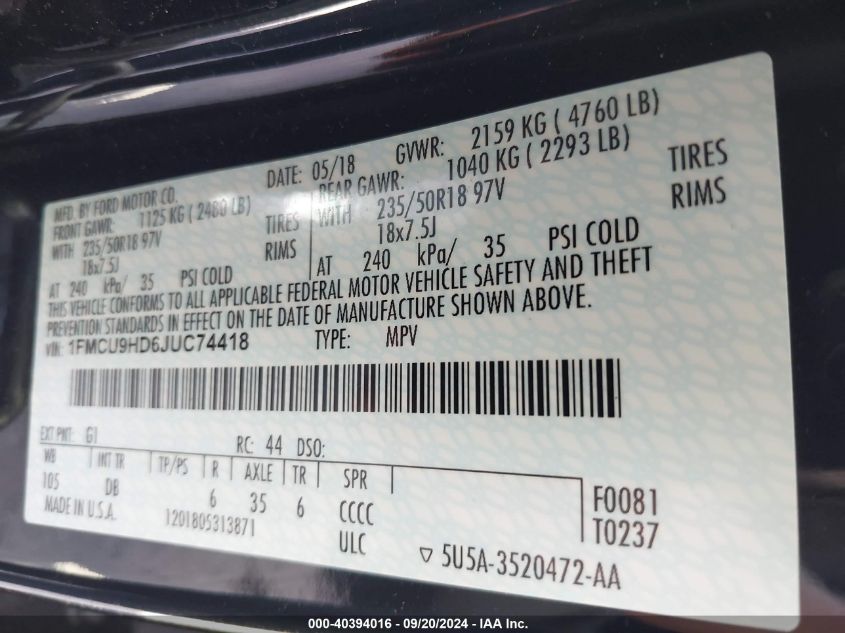 MFD. BY FORD MOTOR CO. DATE: 05/18 GVWR: 2159 KG ( 4760 LB)
FRONT GAWR: 1125 KG ( 2480 LB) REAR GAWR: 1040 KG ( 2293 LB)
WITH 235/50R18 97V TIRES WITH 235/50R18 97V TIRES
18x7.5J RIMS 18x7.5J RIMS
AT 240 kPa/ 35 PSI COLD AT 240 kPa/ 35 PSI COLD
THIS VEHICLE CONFORMS TO ALL APPLICABLE FEDERAL MOTOR VEHICLE SAFETY AND THEFT
PREVENTION STANDARDS IN EFFECT ON THE DATE OF MANUFACTURE SHOWN ABOVE.
VIN: 1FMCU9HD6JUC74418 TYPE: MPV
EXT PNT: G1 RC: 44 DSO:
WB INT TR TP/PS R AXLE TR SPR
105 DB 6 35 6 CCCC F0081
MADE IN U.S.A. 1201805313871 ULC T0237
5U5A-3520472-AA
000-40394016 - 09/20/2024 - IAA Inc.